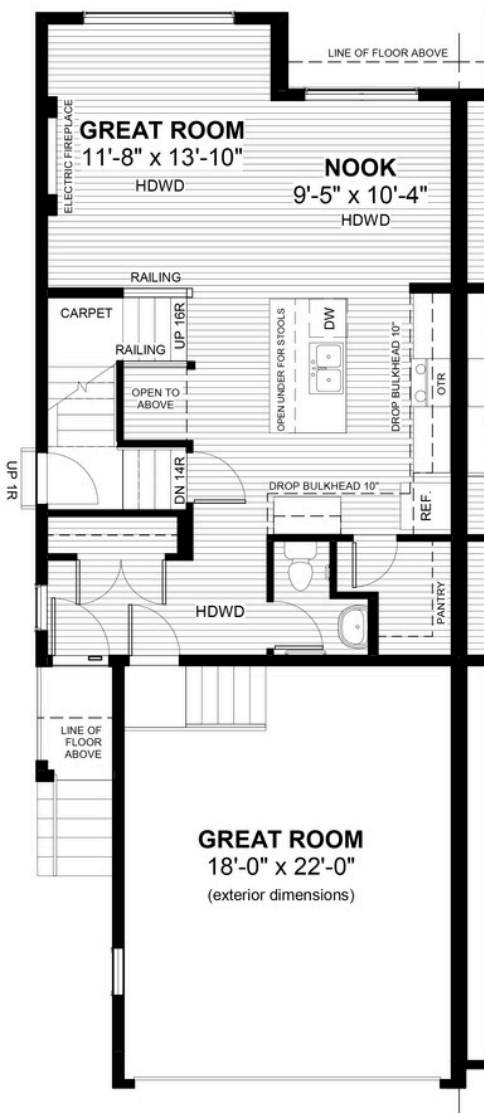 LINE OF FLOOR ABOVE
ELECTRIC FIREPLACE
GREAT ROOM
11'-8" x 13'-10"
HDWD
NOOK
9'-5" x 10'-4"
HDWD
RAILING
CARPET
UP 16R
RAILING
OPEN TO
ABOVE
OPEN UNDER FOR STOOLS
DW
DROP BULKHEAD 10"
OTR
UP 1R
DN 14R
DROP BULKHEAD 10"
REF.
HDWD
PANTRY
LINE OF
FLOOR
ABOVE
GREAT ROOM
18'-0" x 22'-0"
(exterior dimensions)